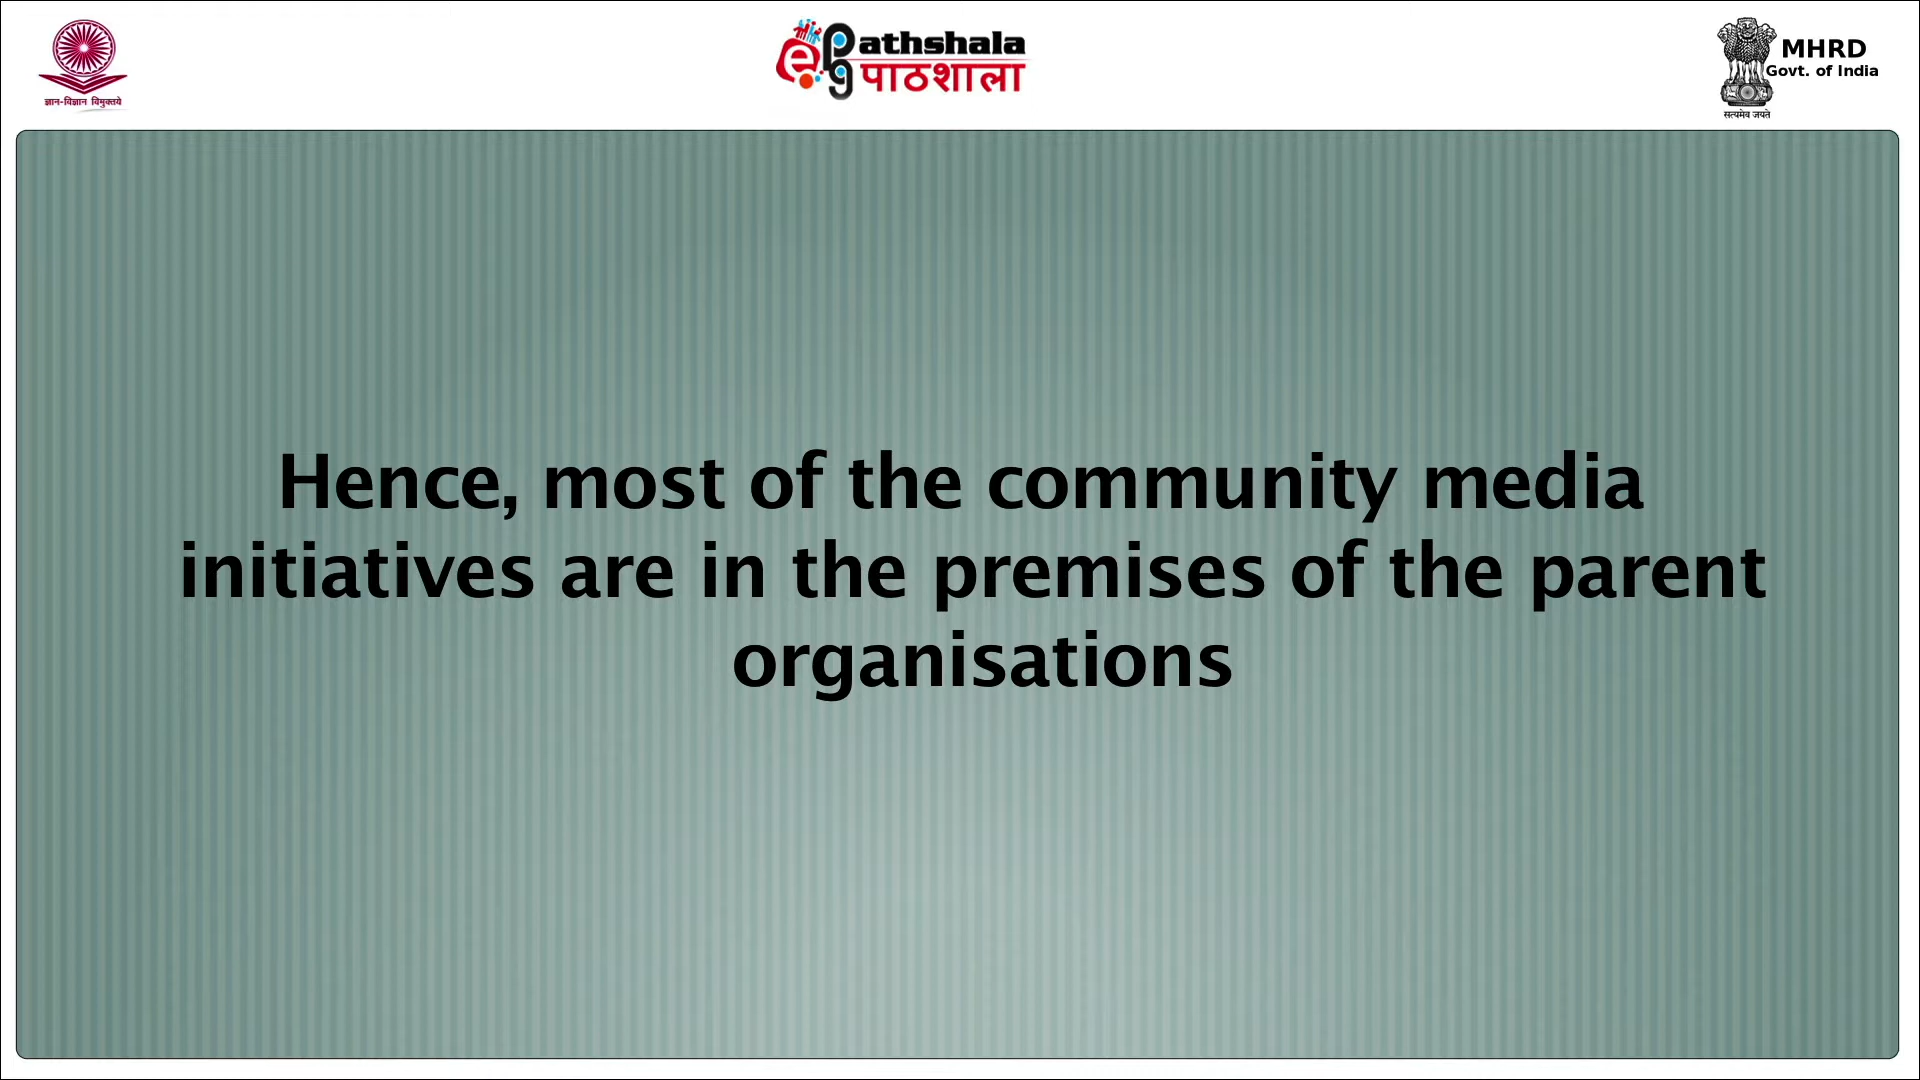 ज्ञान-विज्ञान विमुक्तये
e pg athshala
पाठशाला
MHRD
Govt. of India
सत्यमेव जयते
Hence, most of the community media
initiatives are in the premises of the parent
organisations